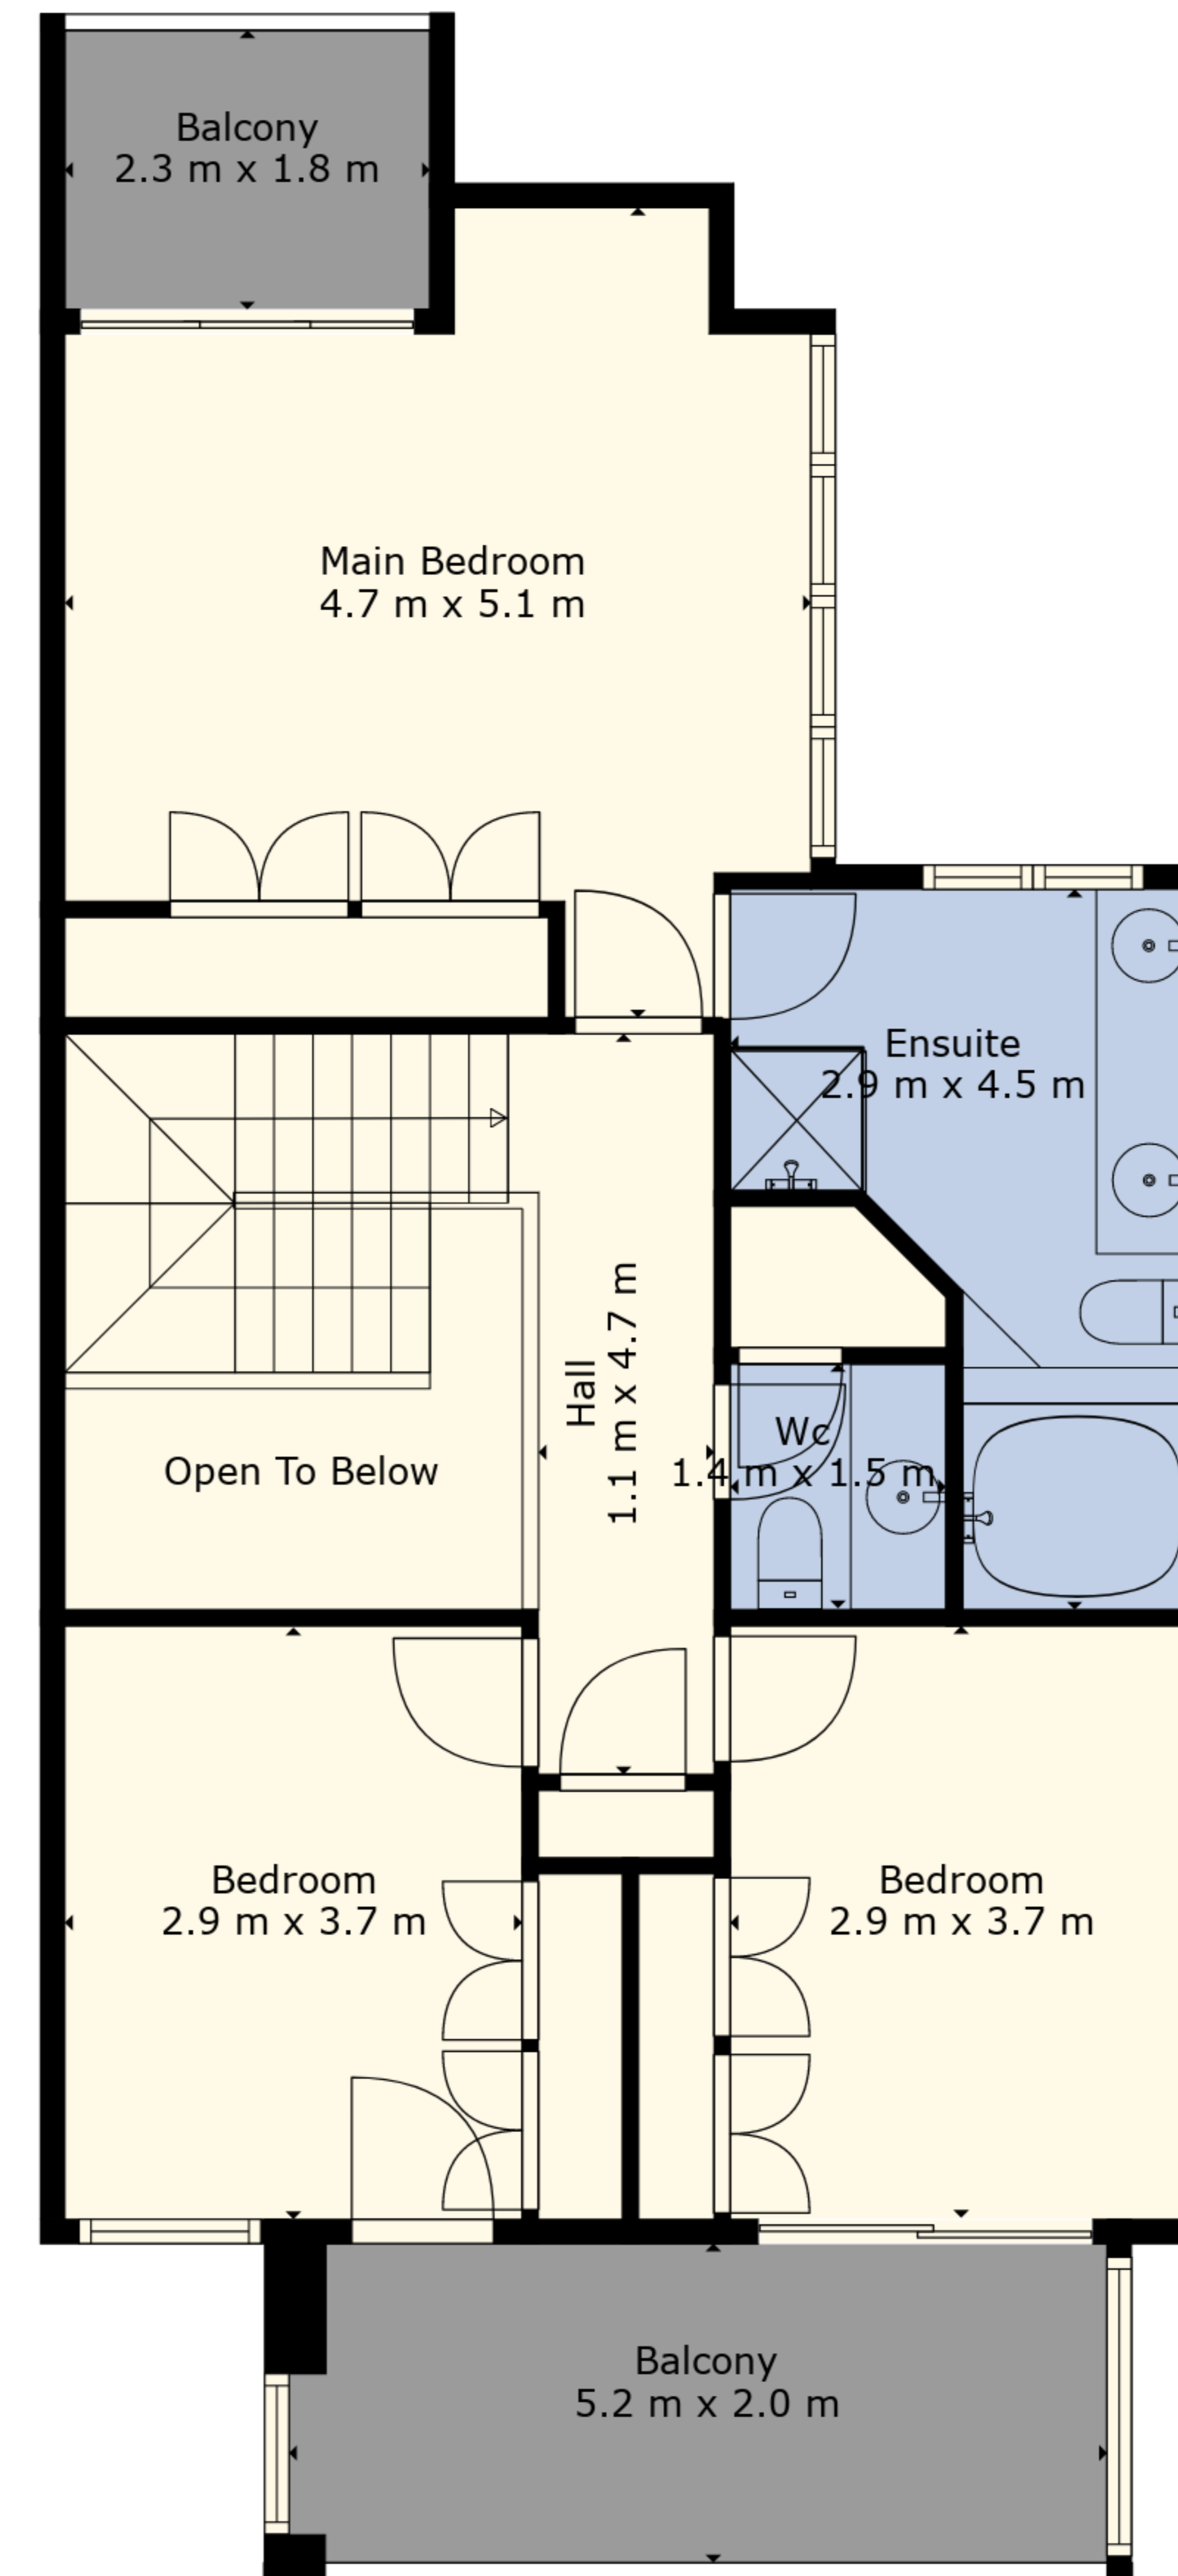 Balcony
2.3 m x 1.8 m
Main Bedroom
4.7 m x 5.1 m
Ensuite
2.9 m x 4.5 m
Hall
1.1 m x 4.7 m
Wc
1.4 m x 1.5 m
Open To Below
Bedroom
2.9 m x 3.7 m
Bedroom
2.9 m x 3.7 m
Balcony
5.2 m x 2.0 m